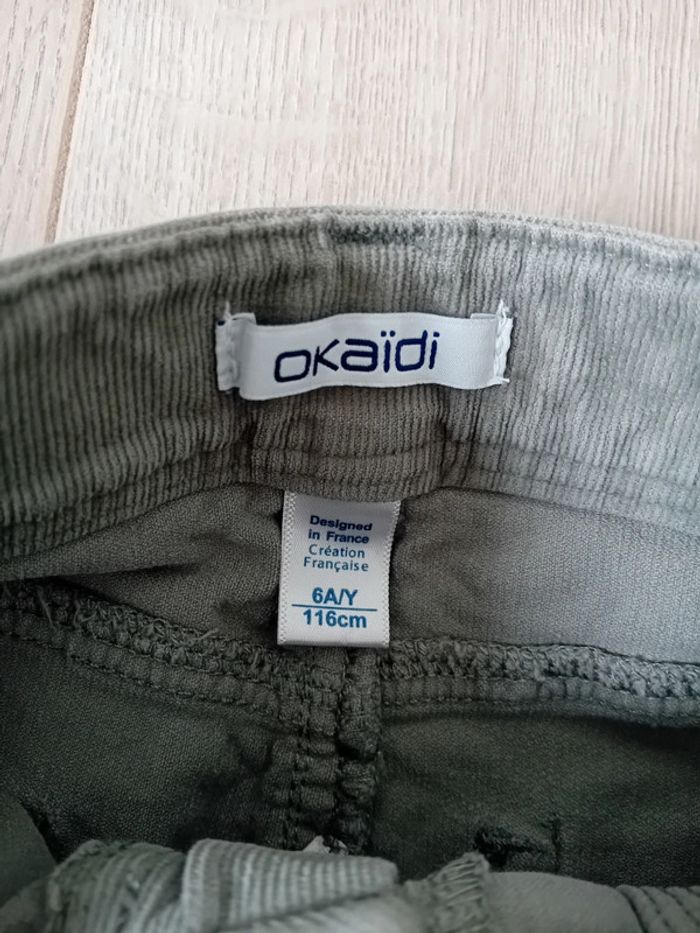 okaïdi
Designed
in France
Création
Française
6A/Y
116cm